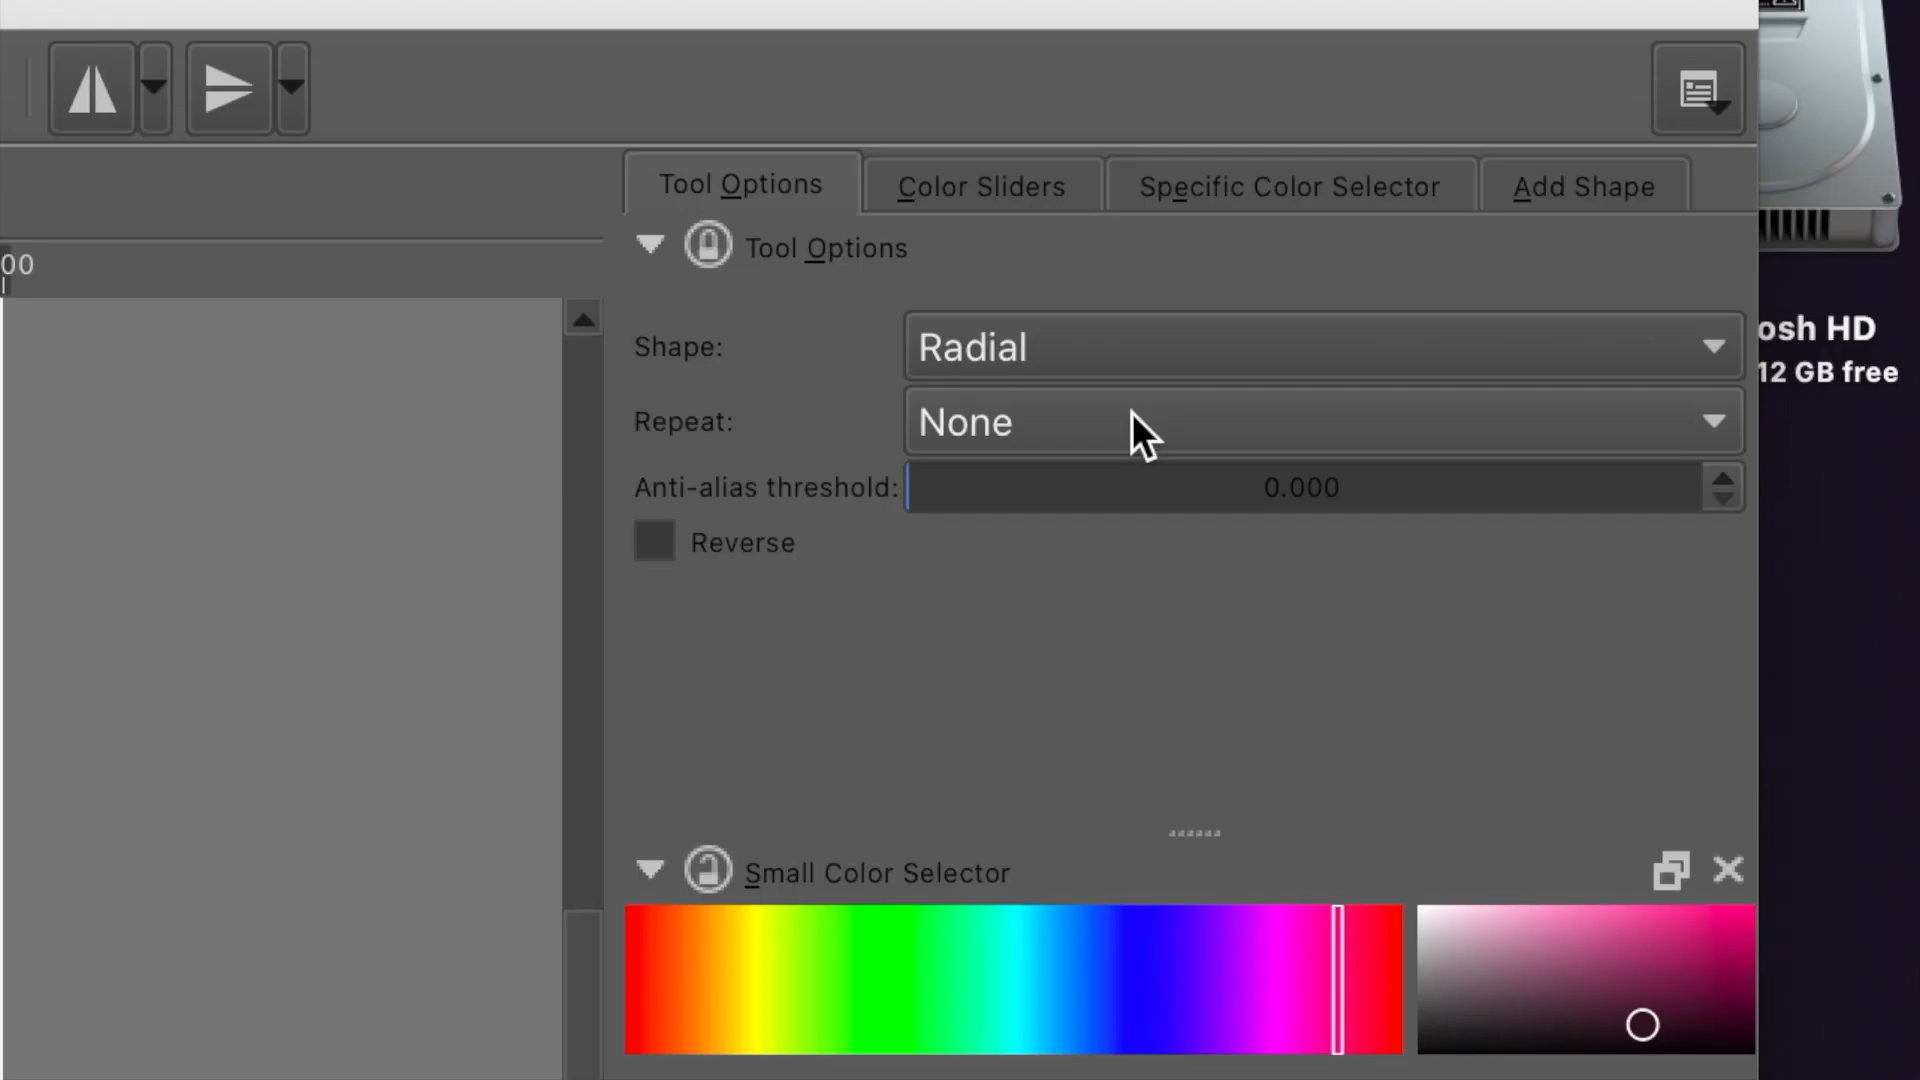 Tool Options
Color Sliders
Specific Color Selector
Add Shape
Tool Options
00
Shape:
Radial
osh HD
12 GB free
Repeat:
None
Anti-alias threshold:
0.000
Reverse
Small Color Selector